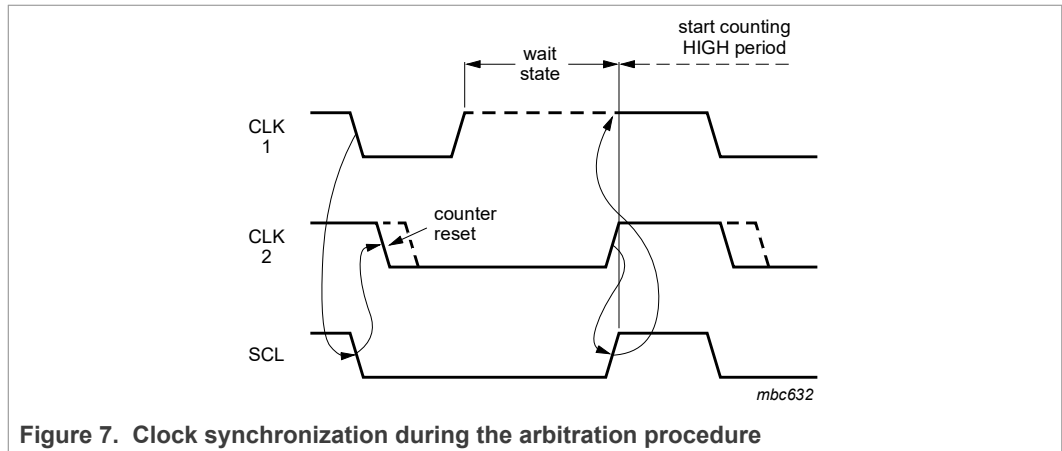 start counting
HIGH period
wait
state
CLK
1
counter
reset
CLK
2
SCL
mbc632
Figure 7. Clock synchronization during the arbitration procedure